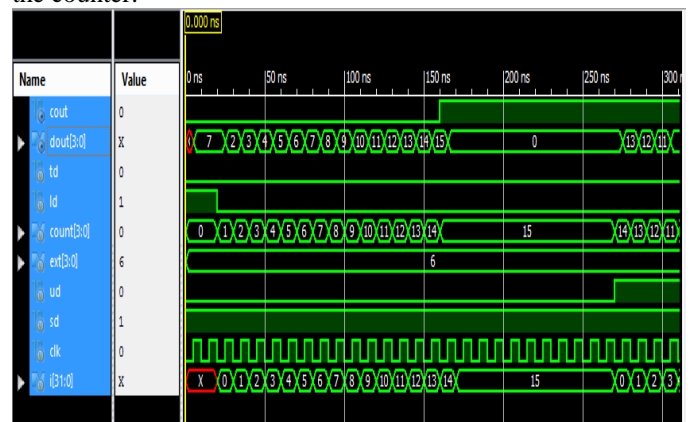 the counter.
0.000 ns
Name Value 0 ns 50 ns 100 ns 150 ns 200 ns 250 ns 300 n
cout 0
dout[3:0] X 7 2 3 4 5 6 7 8 9 10 11 12 13 14 15 0 13 12 11
td 0
ld 1
count[3:0] 0 0 1 2 3 4 5 6 7 8 9 10 11 12 13 14 15 14 13 12 11
ext[3:0] 6 6
ud 0
sd 1
clk 0
i[31:0] X X 0 1 2 3 4 5 6 7 8 9 10 11 12 13 14 15 0 1 2 3